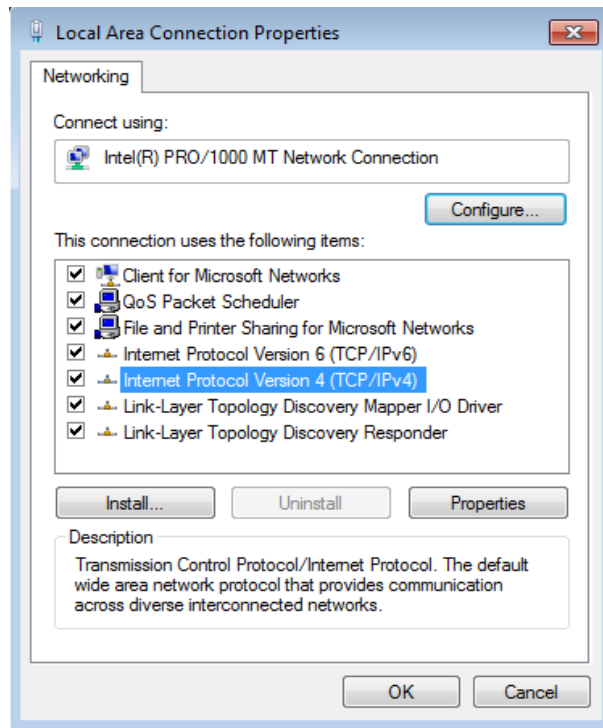 Local Area Connection Properties
Networking
Connect using:
Intel(R) PRO/1000 MT Network Connection
Configure...
This connection uses the following items:
Client for Microsoft Networks
QoS Packet Scheduler
File and Printer Sharing for Microsoft Networks
Internet Protocol Version 6 (TCP/IPv6)
Internet Protocol Version 4 (TCP/IPv4)
Link-Layer Topology Discovery Mapper I/O Driver
Link-Layer Topology Discovery Responder
Install... Uninstall Properties
Description
Transmission Control Protocol/Internet Protocol. The default
wide area network protocol that provides communication
across diverse interconnected networks.
OK Cancel